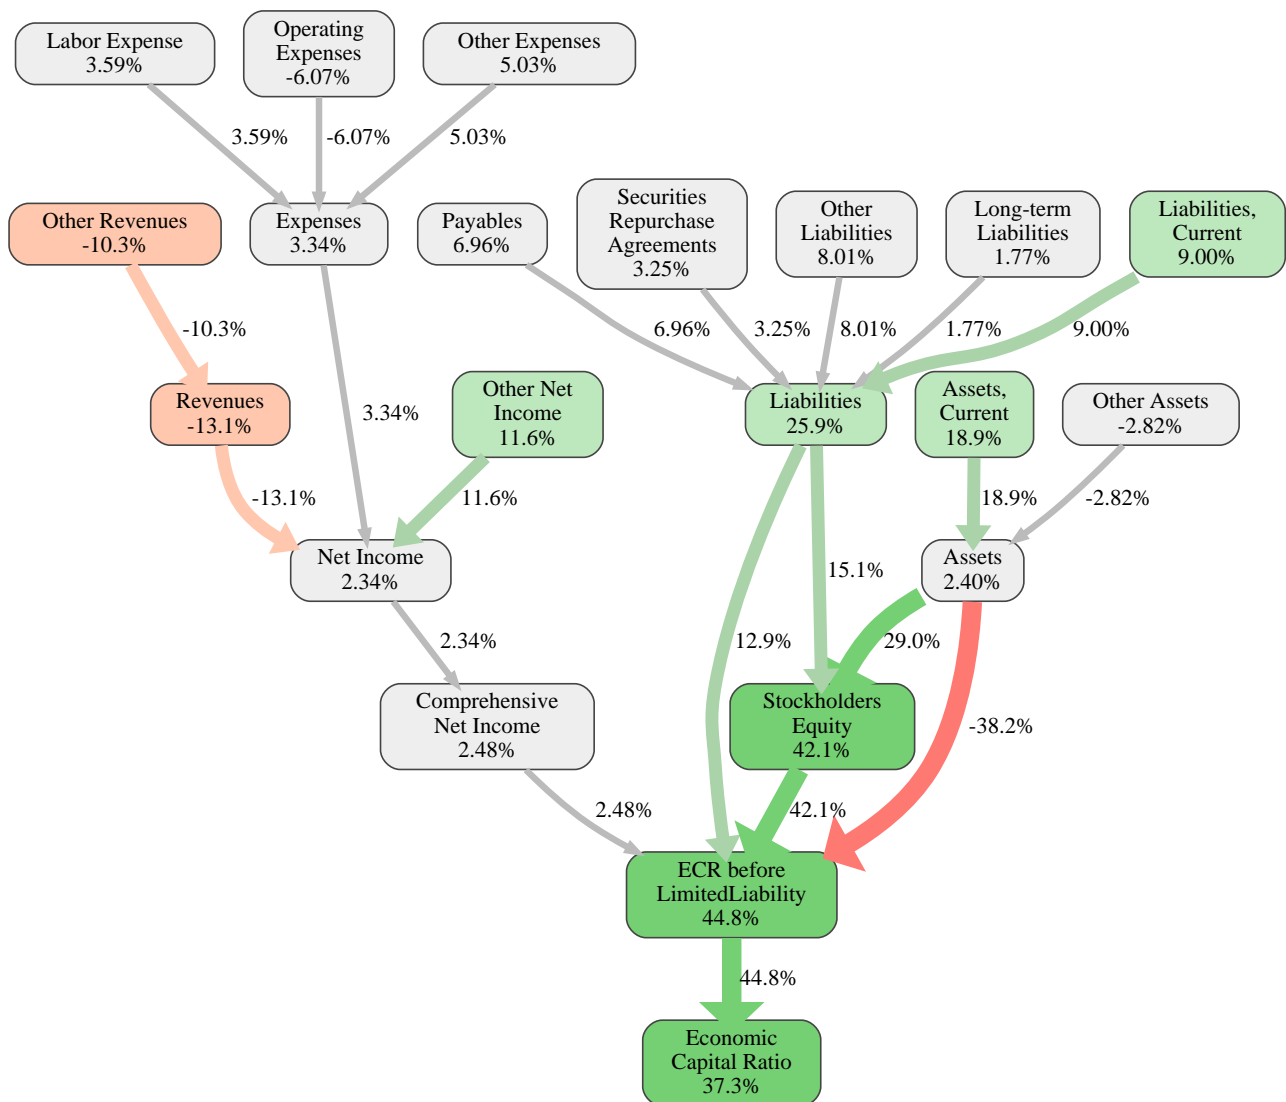 Labor Expense
3.59%
Operating
Expenses
-6.07%
Other Expenses
5.03%
3.59%
-6.07%
5.03%
Other Revenues
-10.3%
Expenses
3.34%
Payables
6.96%
Securities
Repurchase
Agreements
3.25%
Other
Liabilities
8.01%
Long-term
Liabilities
1.77%
Liabilities,
Current
9.00%
-10.3%
6.96%
3.25%
8.01%
1.77%
9.00%
Revenues
-13.1%
3.34%
Other Net
Income
11.6%
Liabilities
25.9%
Assets,
Current
18.9%
Other Assets
-2.82%
-13.1%
11.6%
18.9%
-2.82%
Net Income
2.34%
15.1%
Assets
2.40%
2.34%
12.9%
29.0%
Comprehensive
Net Income
2.48%
Stockholders
Equity
42.1%
-38.2%
2.48%
42.1%
ECR before
LimitedLiability
44.8%
44.8%
Economic
Capital Ratio
37.3%